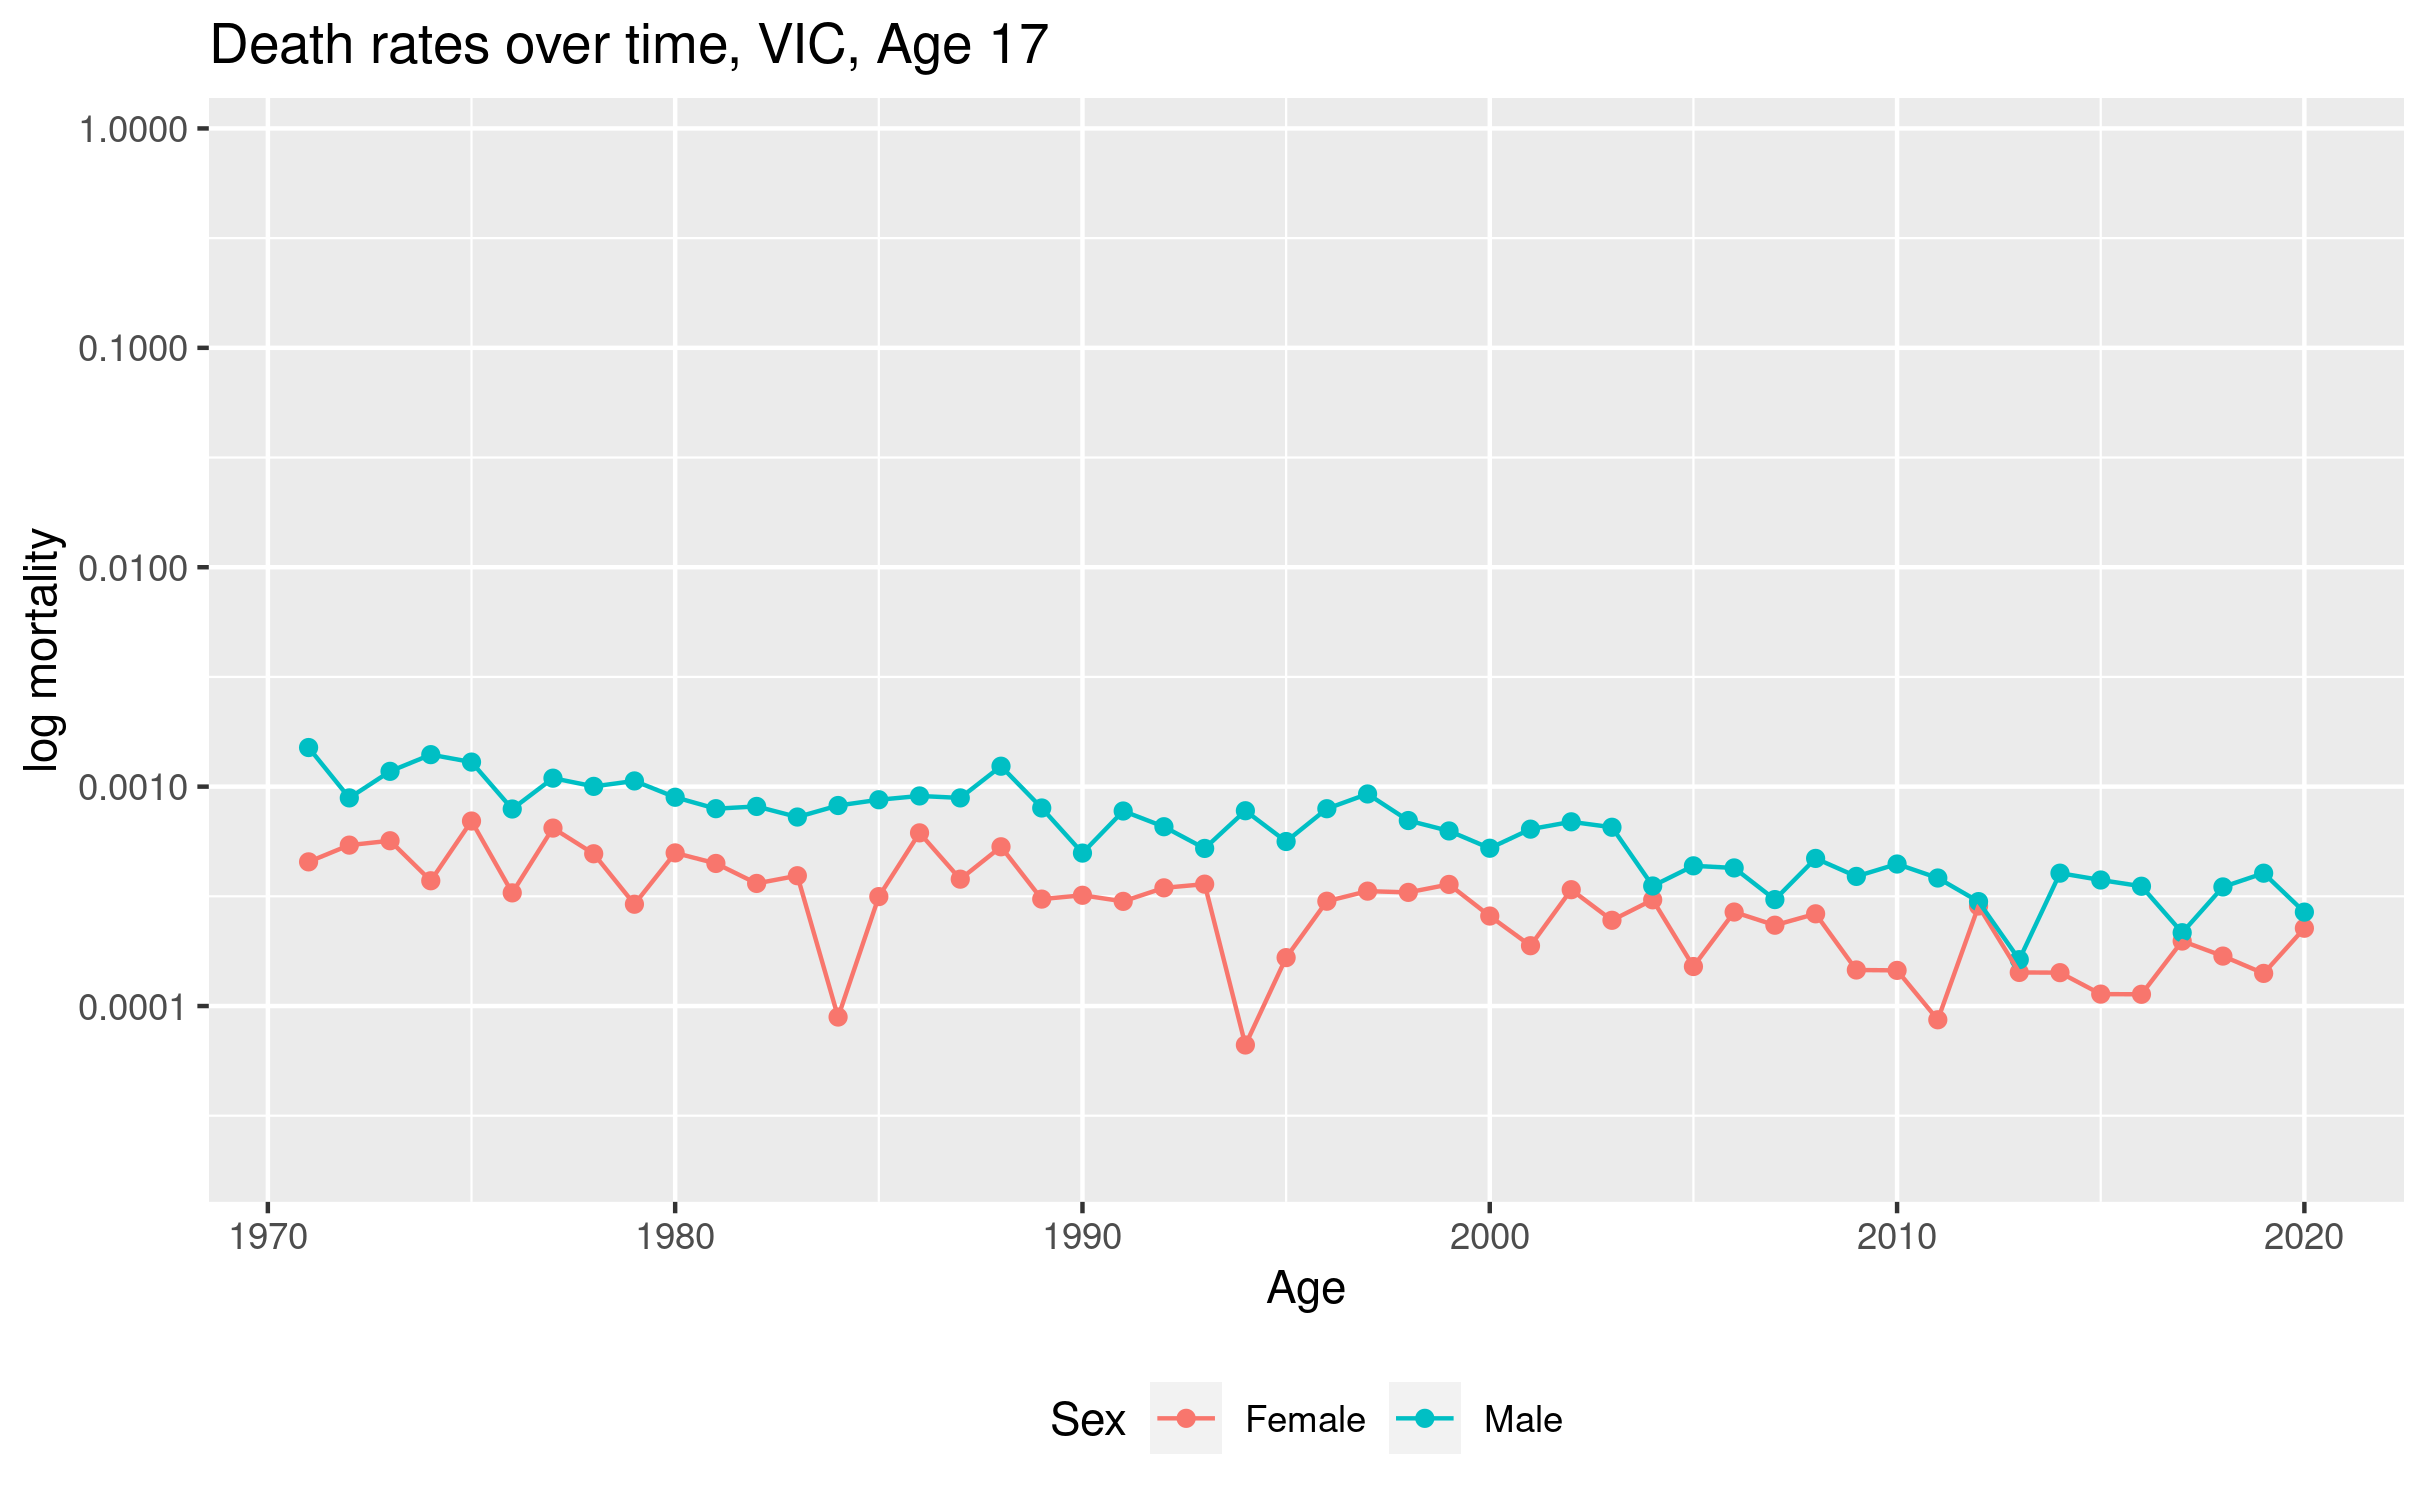 Death rates over time, VIC, Age 17
log mortality
1.0000
0.1000
0.0100
0.0010
0.0001
1970 1980 1990 2000 2010 2020
Age
Sex Female Male